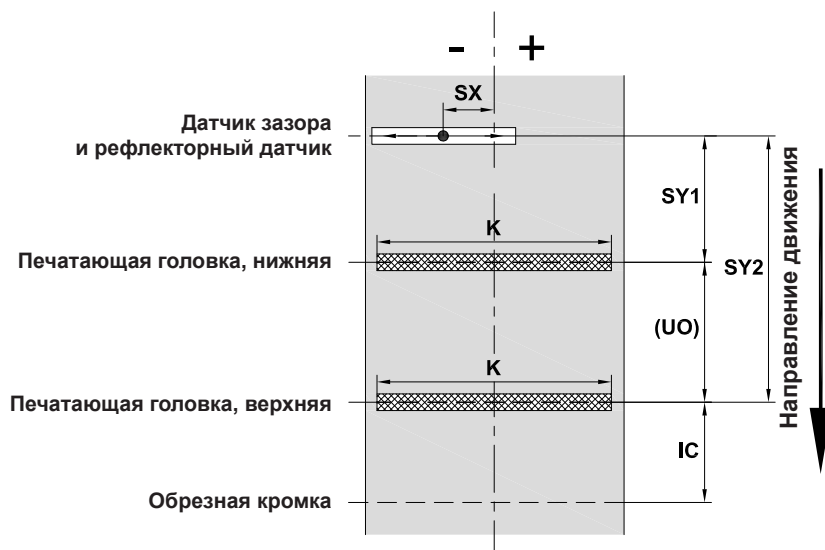 - +
SX
Датчик зазора
и рефлекторный датчик
SY1
K
Печатающая головка, нижняя
SY2
(UO)
K
Печатающая головка, верхняя
IC
Обрезная кромка
Направление движения